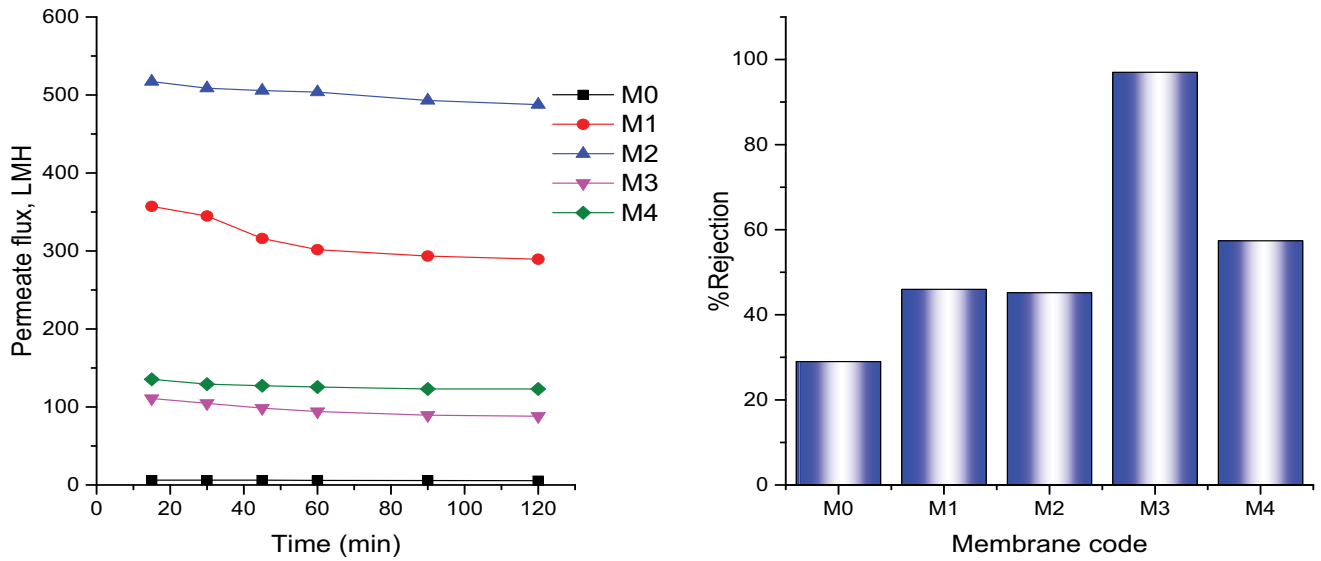 600
500
400
300
200
100
0
0 20 40 60 80 100 120
Permeate flux, LMH
Time (min)
M0
M1
M2
M3
M4
100
80
60
40
20
0
M0 M1 M2 M3 M4
%Rejection
Membrane code